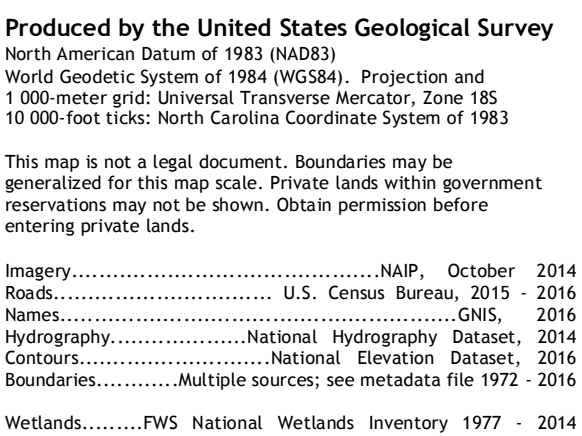 Produced by the United States Geological Survey
North American Datum of 1983 (NAD83)
World Geodetic System of 1984 (WGS84). Projection and
1 000-meter grid: Universal Transverse Mercator, Zone 18S
10 000-foot ticks: North Carolina Coordinate System of 1983
This map is not a legal document. Boundaries may be
generalized for this map scale. Private lands within government
reservations may not be shown. Obtain permission before
entering private lands.
Imagery..........................................NAIP, October 2014
Roads.............................. U.S. Census Bureau, 2015 - 2016
Names......................................................GNIS, 2016
Hydrography..................National Hydrography Dataset, 2014
Contours..........................National Elevation Dataset, 2016
Boundaries............Multiple sources; see metadata file 1972 - 2016
Wetlands.........FWS National Wetlands Inventory 1977 - 2014